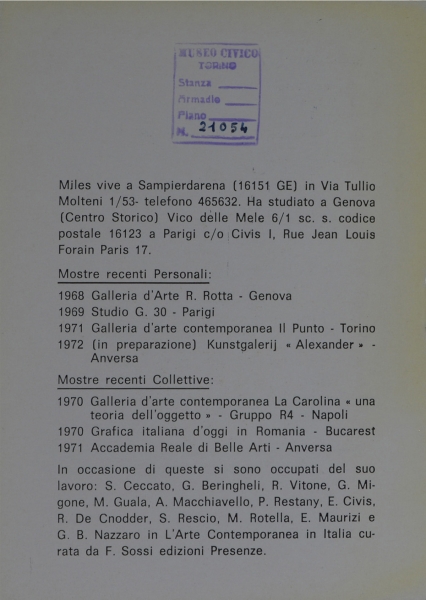 MUSEO CIVICO
TORINO
Stanza
Armadio
Piano
N. 21054
Miles vive a Sampierdarena (16151 GE) in Via Tullio
Molteni 1/53- telefono 465632. Ha studiato a Genova
(Centro Storico) Vico delle Mele 6/1 sc. s. codice
postale 16123 a Parigi c/o Civis I, Rue Jean Louis
Forain Paris 17.
Mostre recenti Personali:
1968 Galleria d'Arte R. Rotta - Genova
1969 Studio G. 30 - Parigi
1971 Galleria d'arte contemporanea Il Punto - Torino
1972 (in preparazione) Kunstgalerij « Alexander » -
Anversa
Mostre recenti Collettive:
1970 Galleria d'arte contemporanea La Carolina « una
teoria dell'oggetto » - Gruppo R4 - Napoli
1970 Grafica italiana d'oggi in Romania - Bucarest
1971 Accademia Reale di Belle Arti - Anversa
In occasione di queste si sono occupati del suo
lavoro: S. Ceccato, G. Beringheli, R. Vitone, G. Mi-
gone, M. Guala, A. Macchiavello, P. Restany, E. Civis,
R. De Cnodder, S. Rescio, M. Rotella, E. Maurizi e
G. B. Nazzaro in L'Arte Contemporanea in Italia cu-
rata da F. Sossi edizioni Presenze.